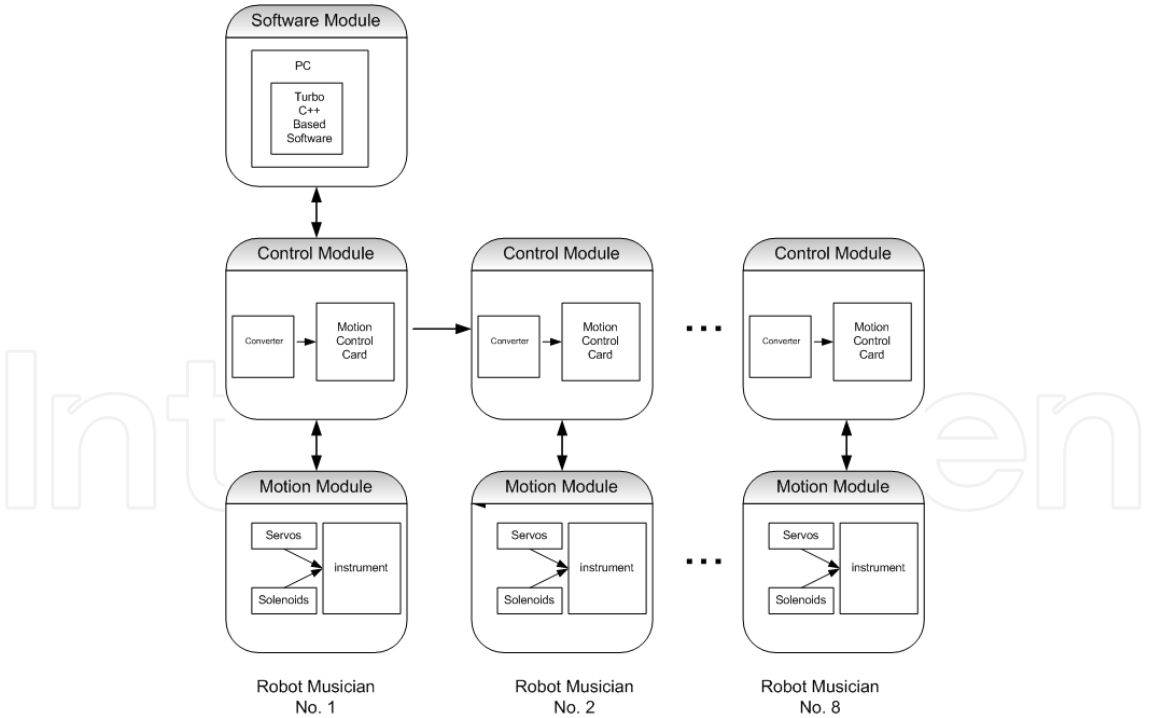 Software Module
PC
Turbo
C++
Based
Software
Control Module
Converter
Motion
Control
Card
Control Module
Converter
Motion
Control
Card
...
Control Module
Converter
Motion
Control
Card
Motion Module
Servos
Solenoids
instrument
Motion Module
Servos
Solenoids
instrument
...
Motion Module
Servos
Solenoids
instrument
Robot Musician
No. 1
Robot Musician
No. 2
Robot Musician
No. 8
Int
en